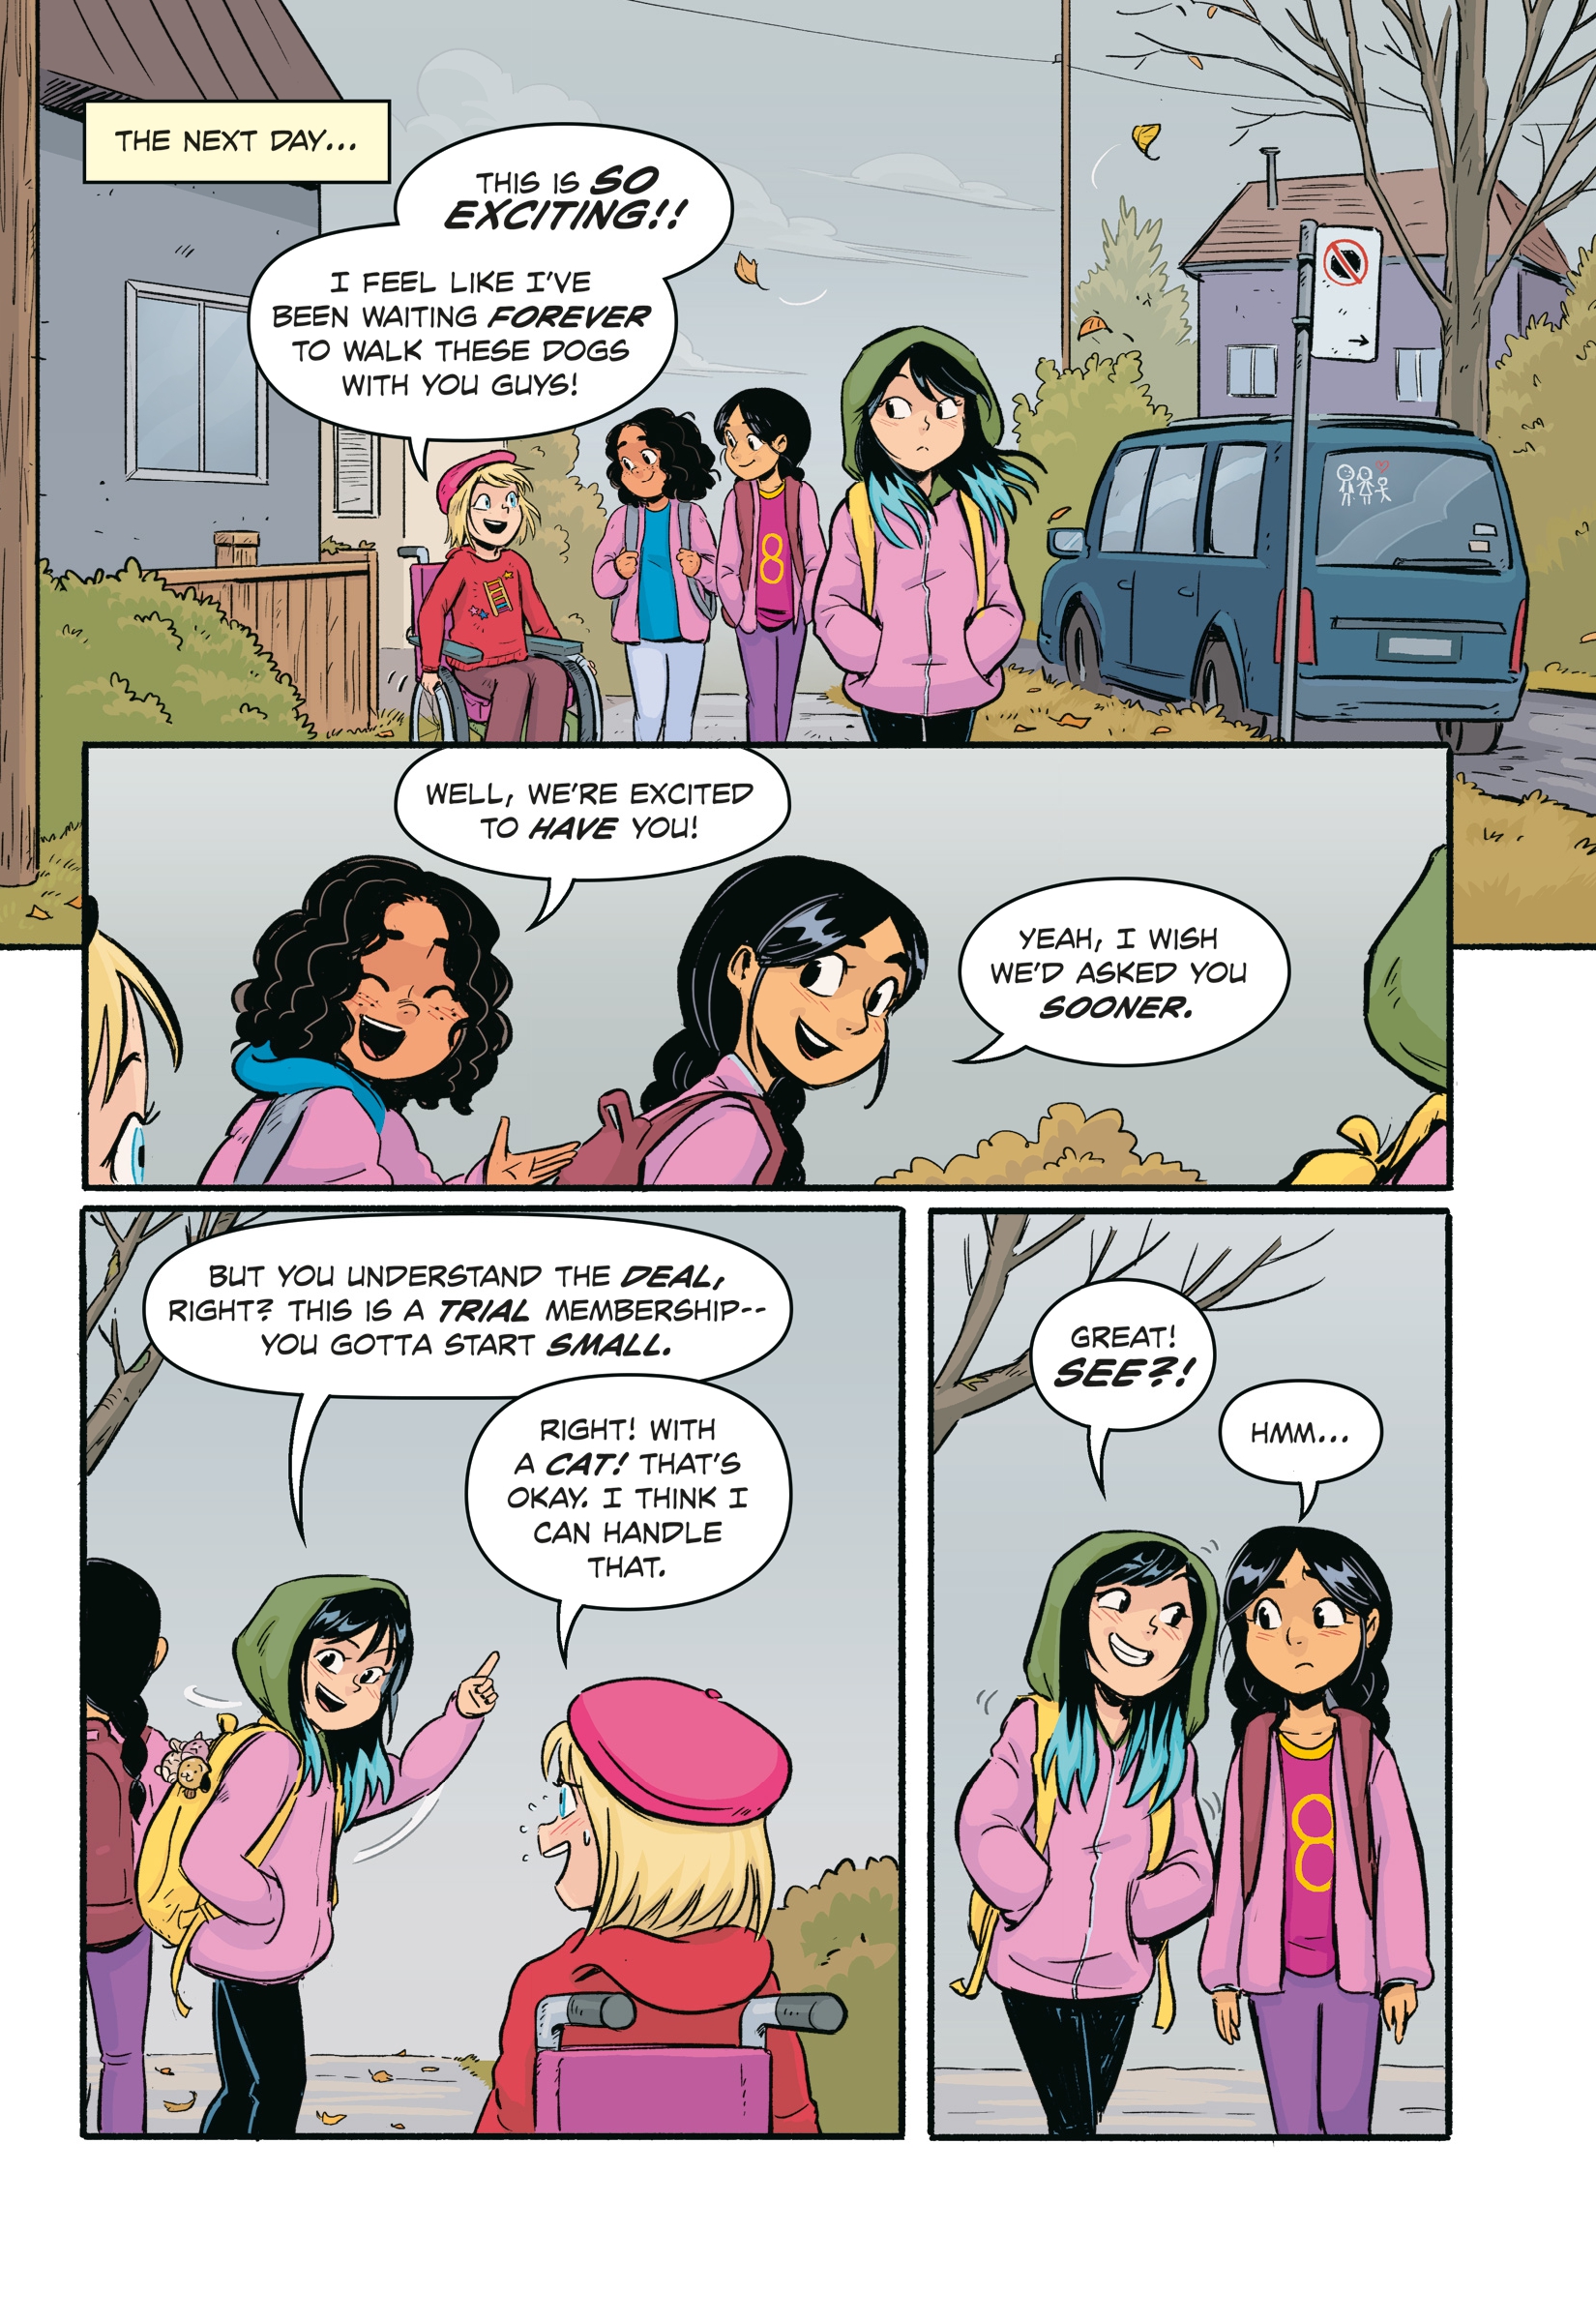 THE NEXT DAY...
THIS IS SO
EXCITING!!
I FEEL LIKE I'VE
BEEN WAITING FOREVER
TO WALK THESE DOGS
WITH YOU GUYS!
8
WELL, WE'RE EXCITED
TO HAVE YOU!
YEAH, I WISH
WE'D ASKED YOU
SOONER.
BUT YOU UNDERSTAND THE DEAL,
RIGHT? THIS IS A TRIAL MEMBERSHIP--
YOU GOTTA START SMALL.
RIGHT! WITH
A CAT! THAT'S
OKAY. I THINK I
CAN HANDLE
THAT.
GREAT!
SEE?!
HMM...
8